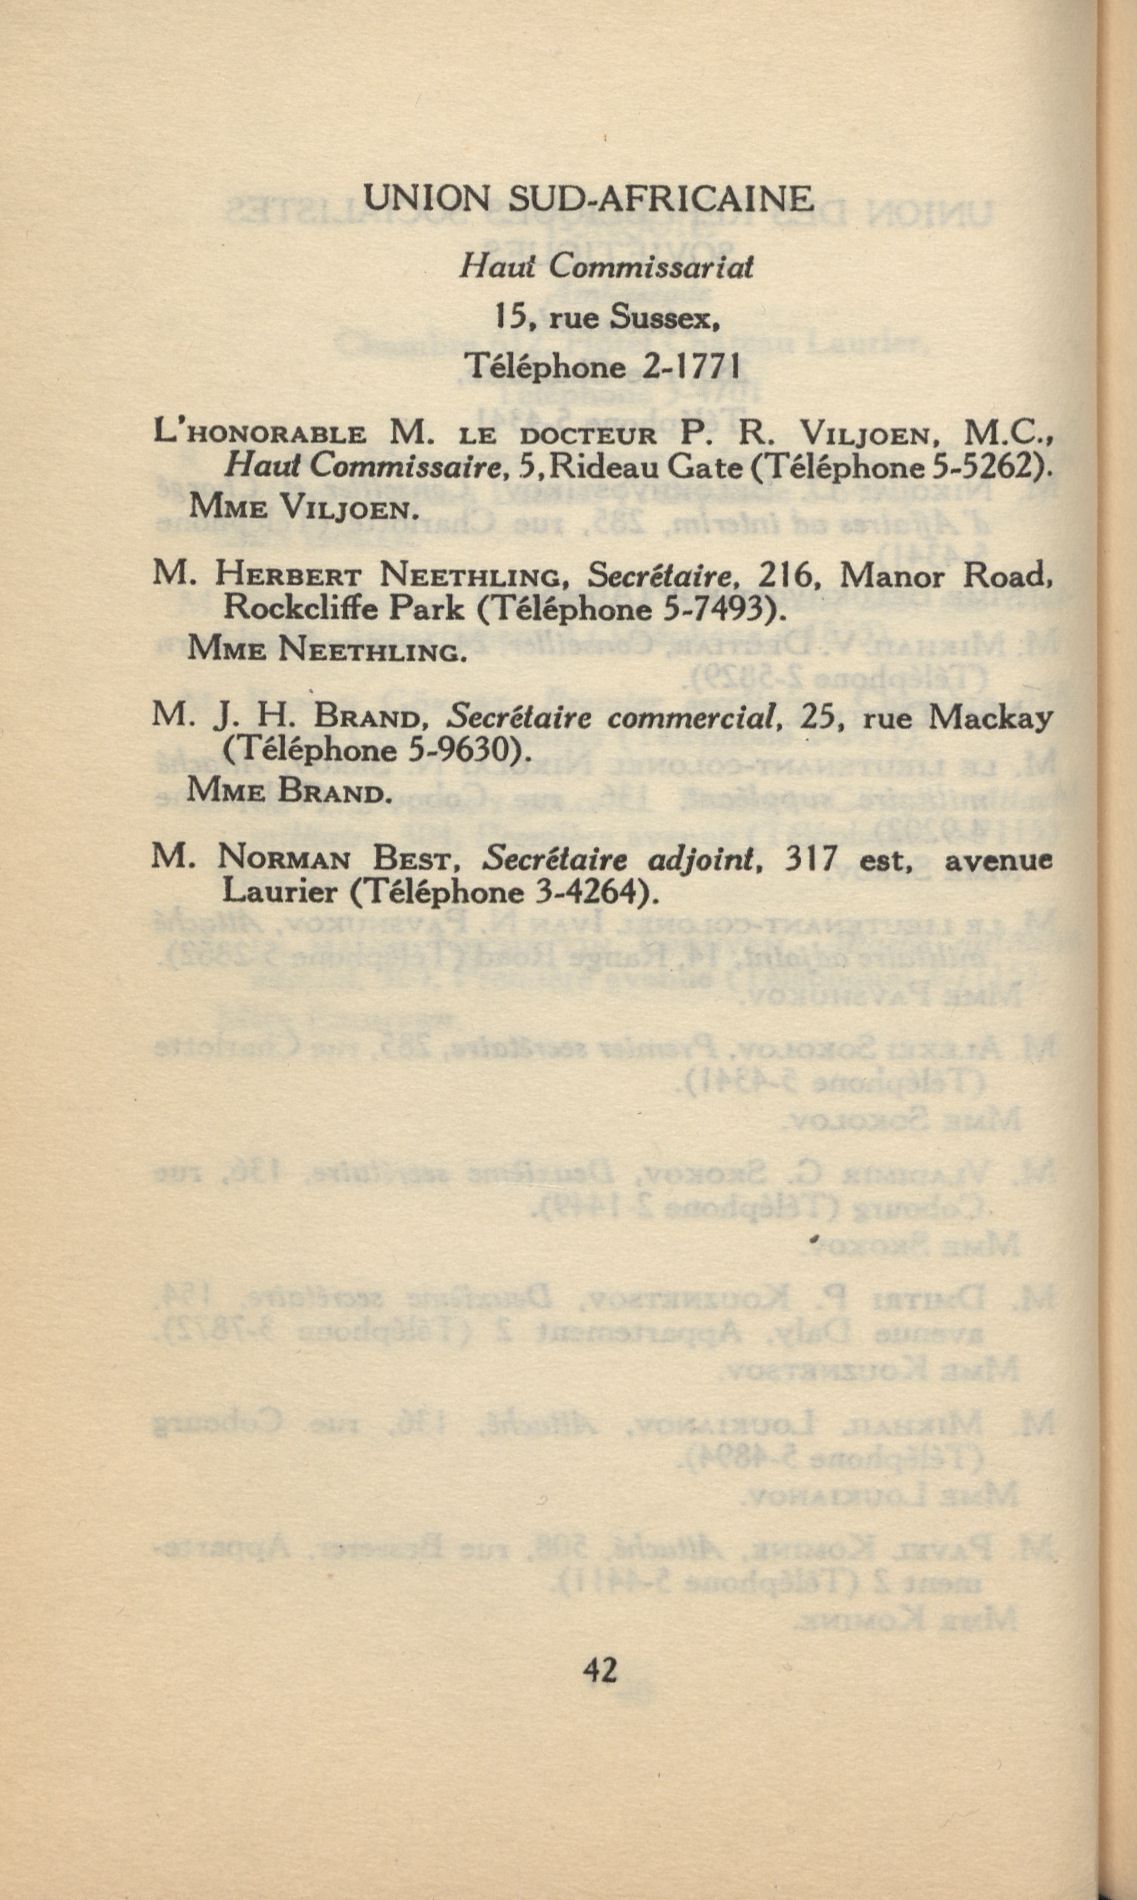 UNION SUD-AFRICAINE
Haut Commissariat
15, rue Sussex,
Téléphone 2-1771
L'HONORABLE M. LE DOCTEUR P. R. VILJOEN, M.C.,
Haut Commissaire, 5, Rideau Gate (Téléphone 5-5262).
MME VILJOEN.
M. HERBERT NEETHLING, Secrétaire, 216, Manor Road,
Rockcliffe Park (Téléphone 5-7493).
MME NEETHLING.
M. J. H. BRAND, Secrétaire commercial, 25, rue Mackay
(Téléphone 5-9630).
MME BRAND.
M. NORMAN BEST, Secrétaire adjoint, 317 est, avenue
Laurier (Téléphone 3-4264).
42